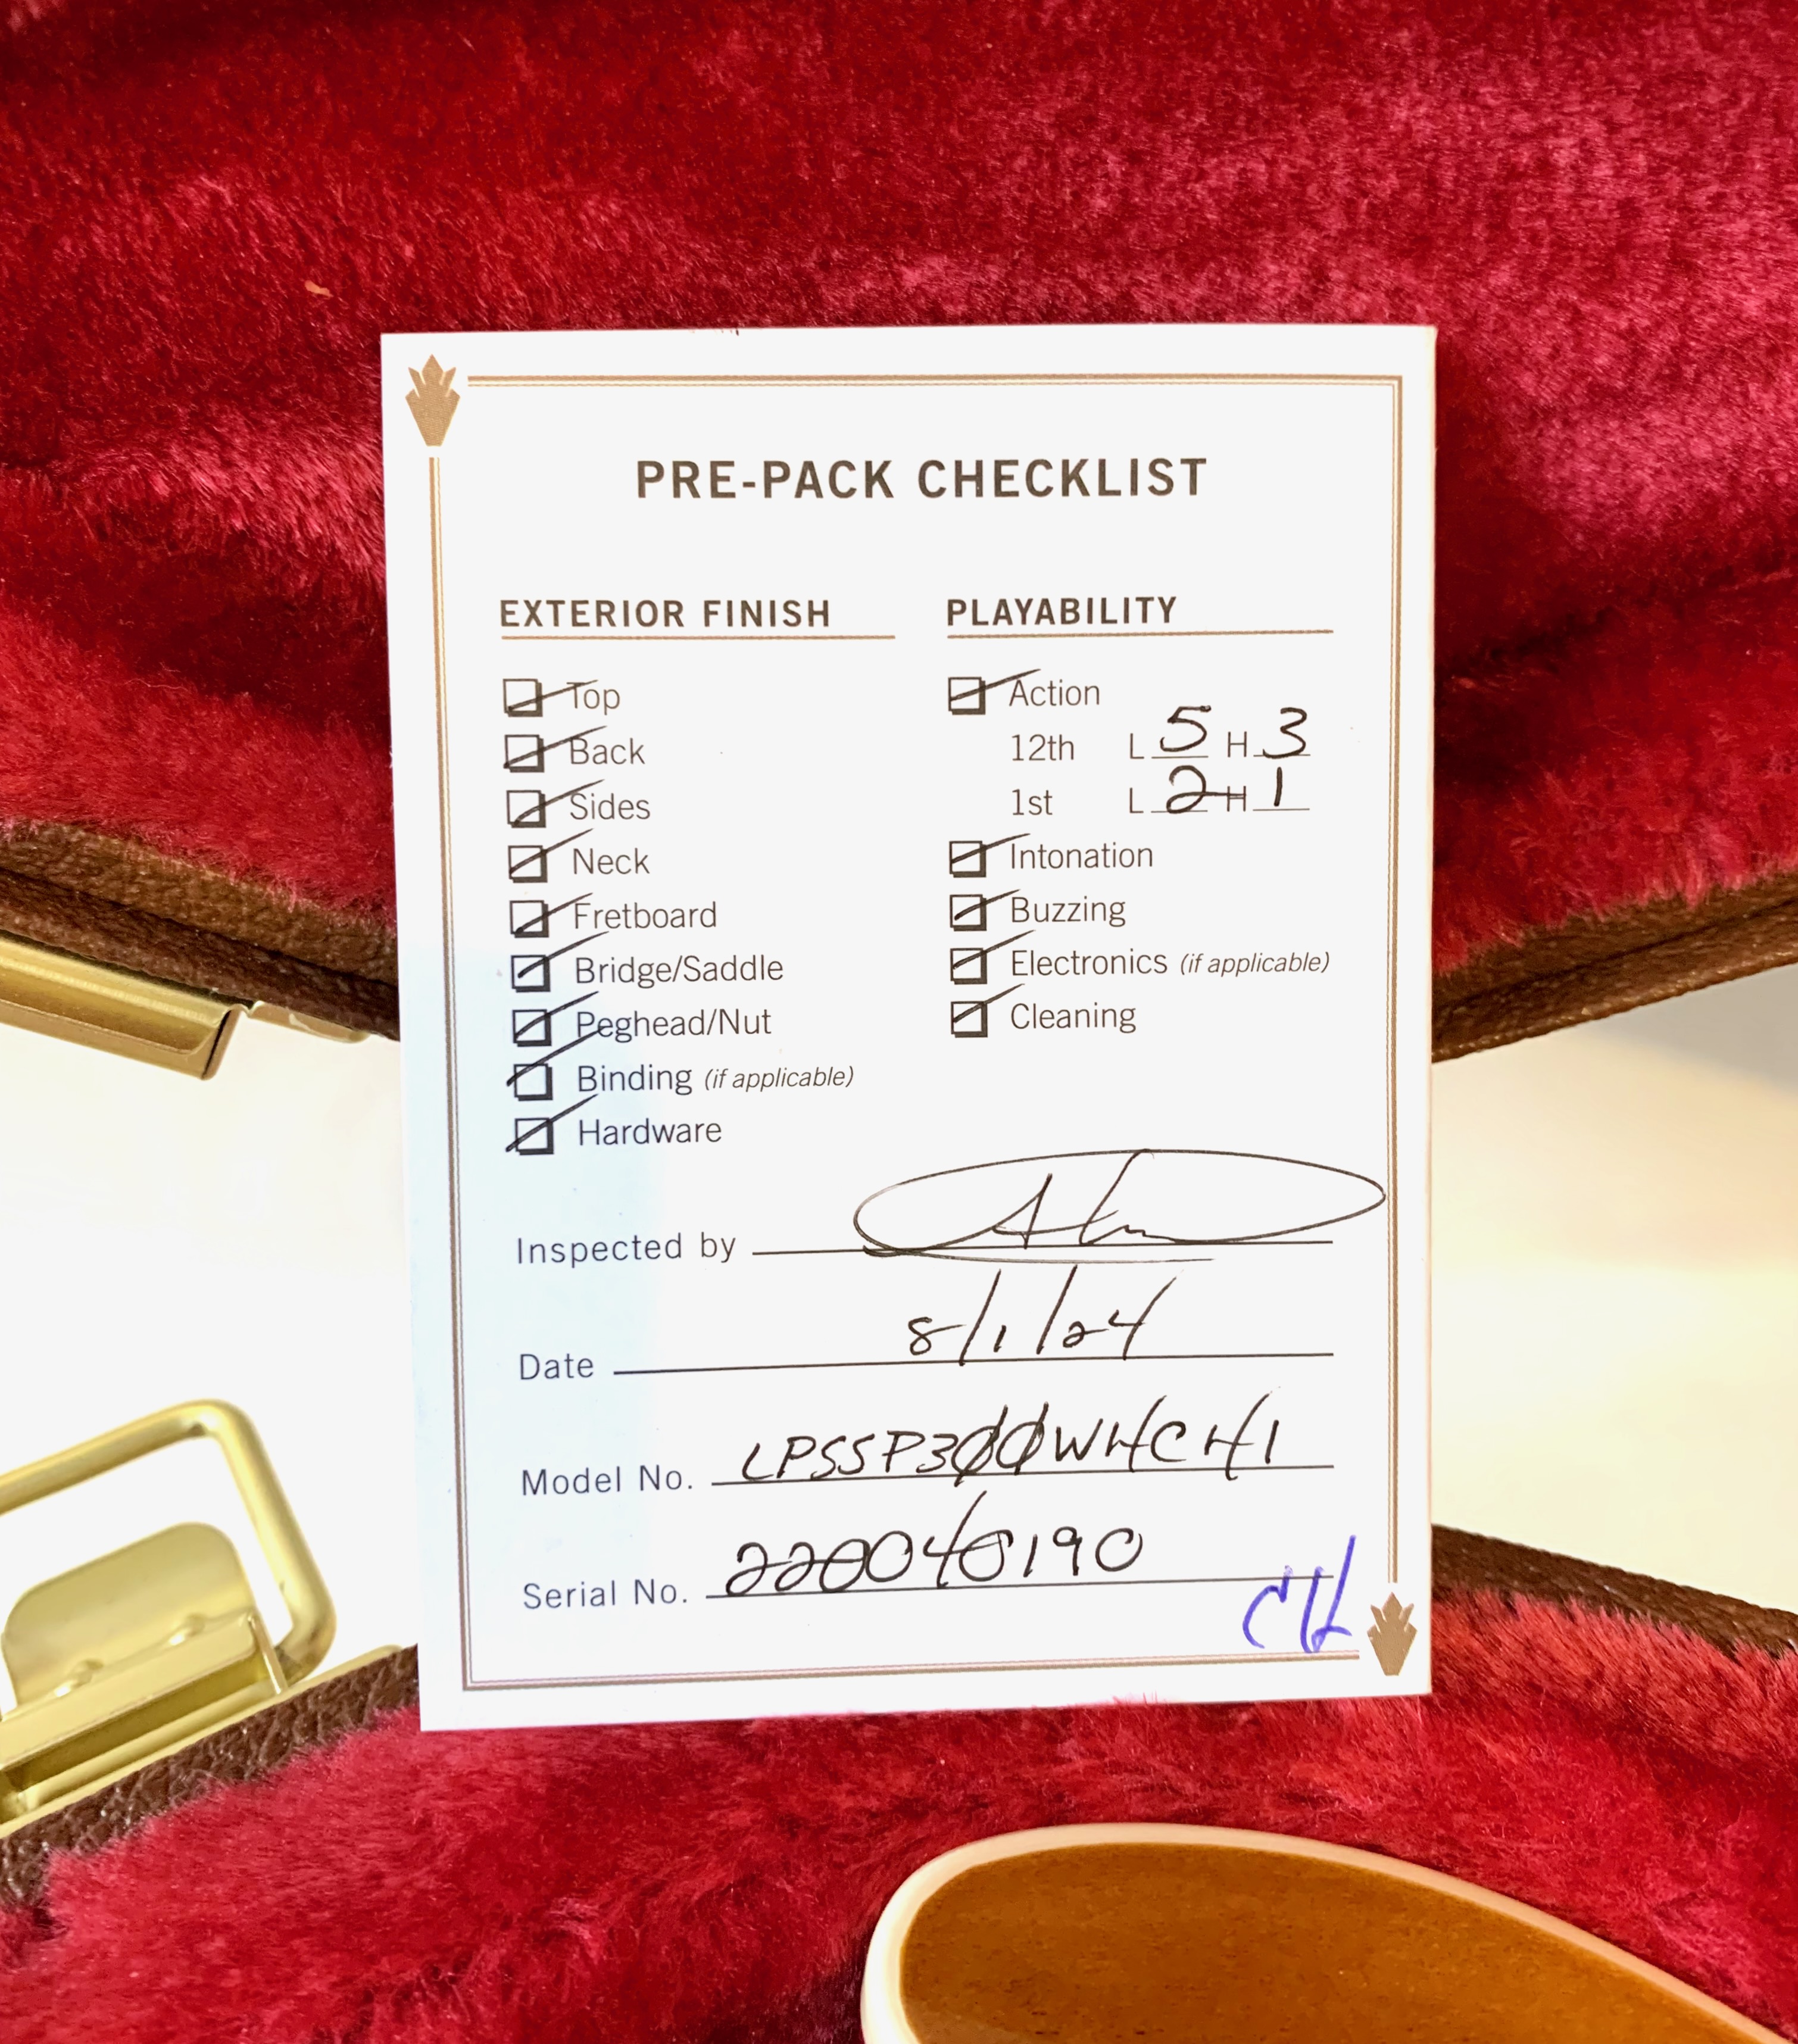 PRE-PACK CHECKLIST
EXTERIOR FINISH
Top
Back
Sides
Neck
Fretboard
Bridge/Saddle
Peghead/Nut
Binding (if applicable)
Hardware
PLAYABILITY
Action
12th L 5 H 3
1st L 2 H 1
Intonation
Buzzing
Electronics (if applicable)
Cleaning
Inspected by
Date 8/1/24
Model No. LPSSP300WHCH1
Serial No.